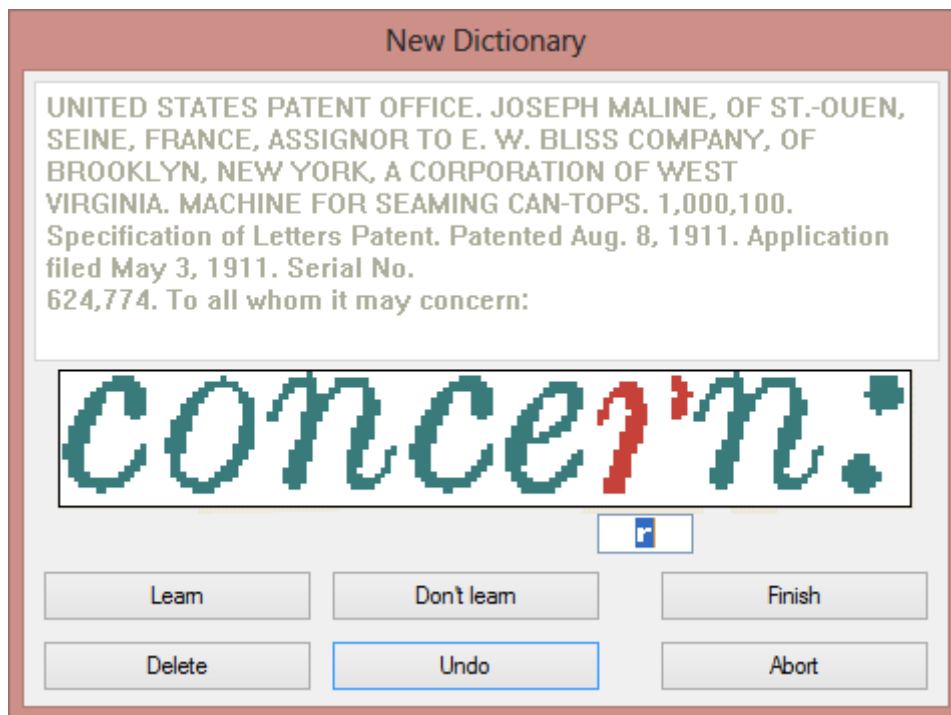 New Dictionary
UNITED STATES PATENT OFFICE. JOSEPH MALINE, OF ST.-OUEN,
SEINE, FRANCE, ASSIGNOR TO E. W. BLISS COMPANY, OF
BROOKLYN, NEW YORK, A CORPORATION OF WEST
VIRGINIA. MACHINE FOR SEAMING CAN-TOPS. 1,000,100.
Specification of Letters Patent. Patented Aug. 8, 1911. Application
filed May 3, 1911. Serial No.
624,774. To all whom it may concern:
concern:
r
Learn Don't learn Finish
Delete Undo Abort